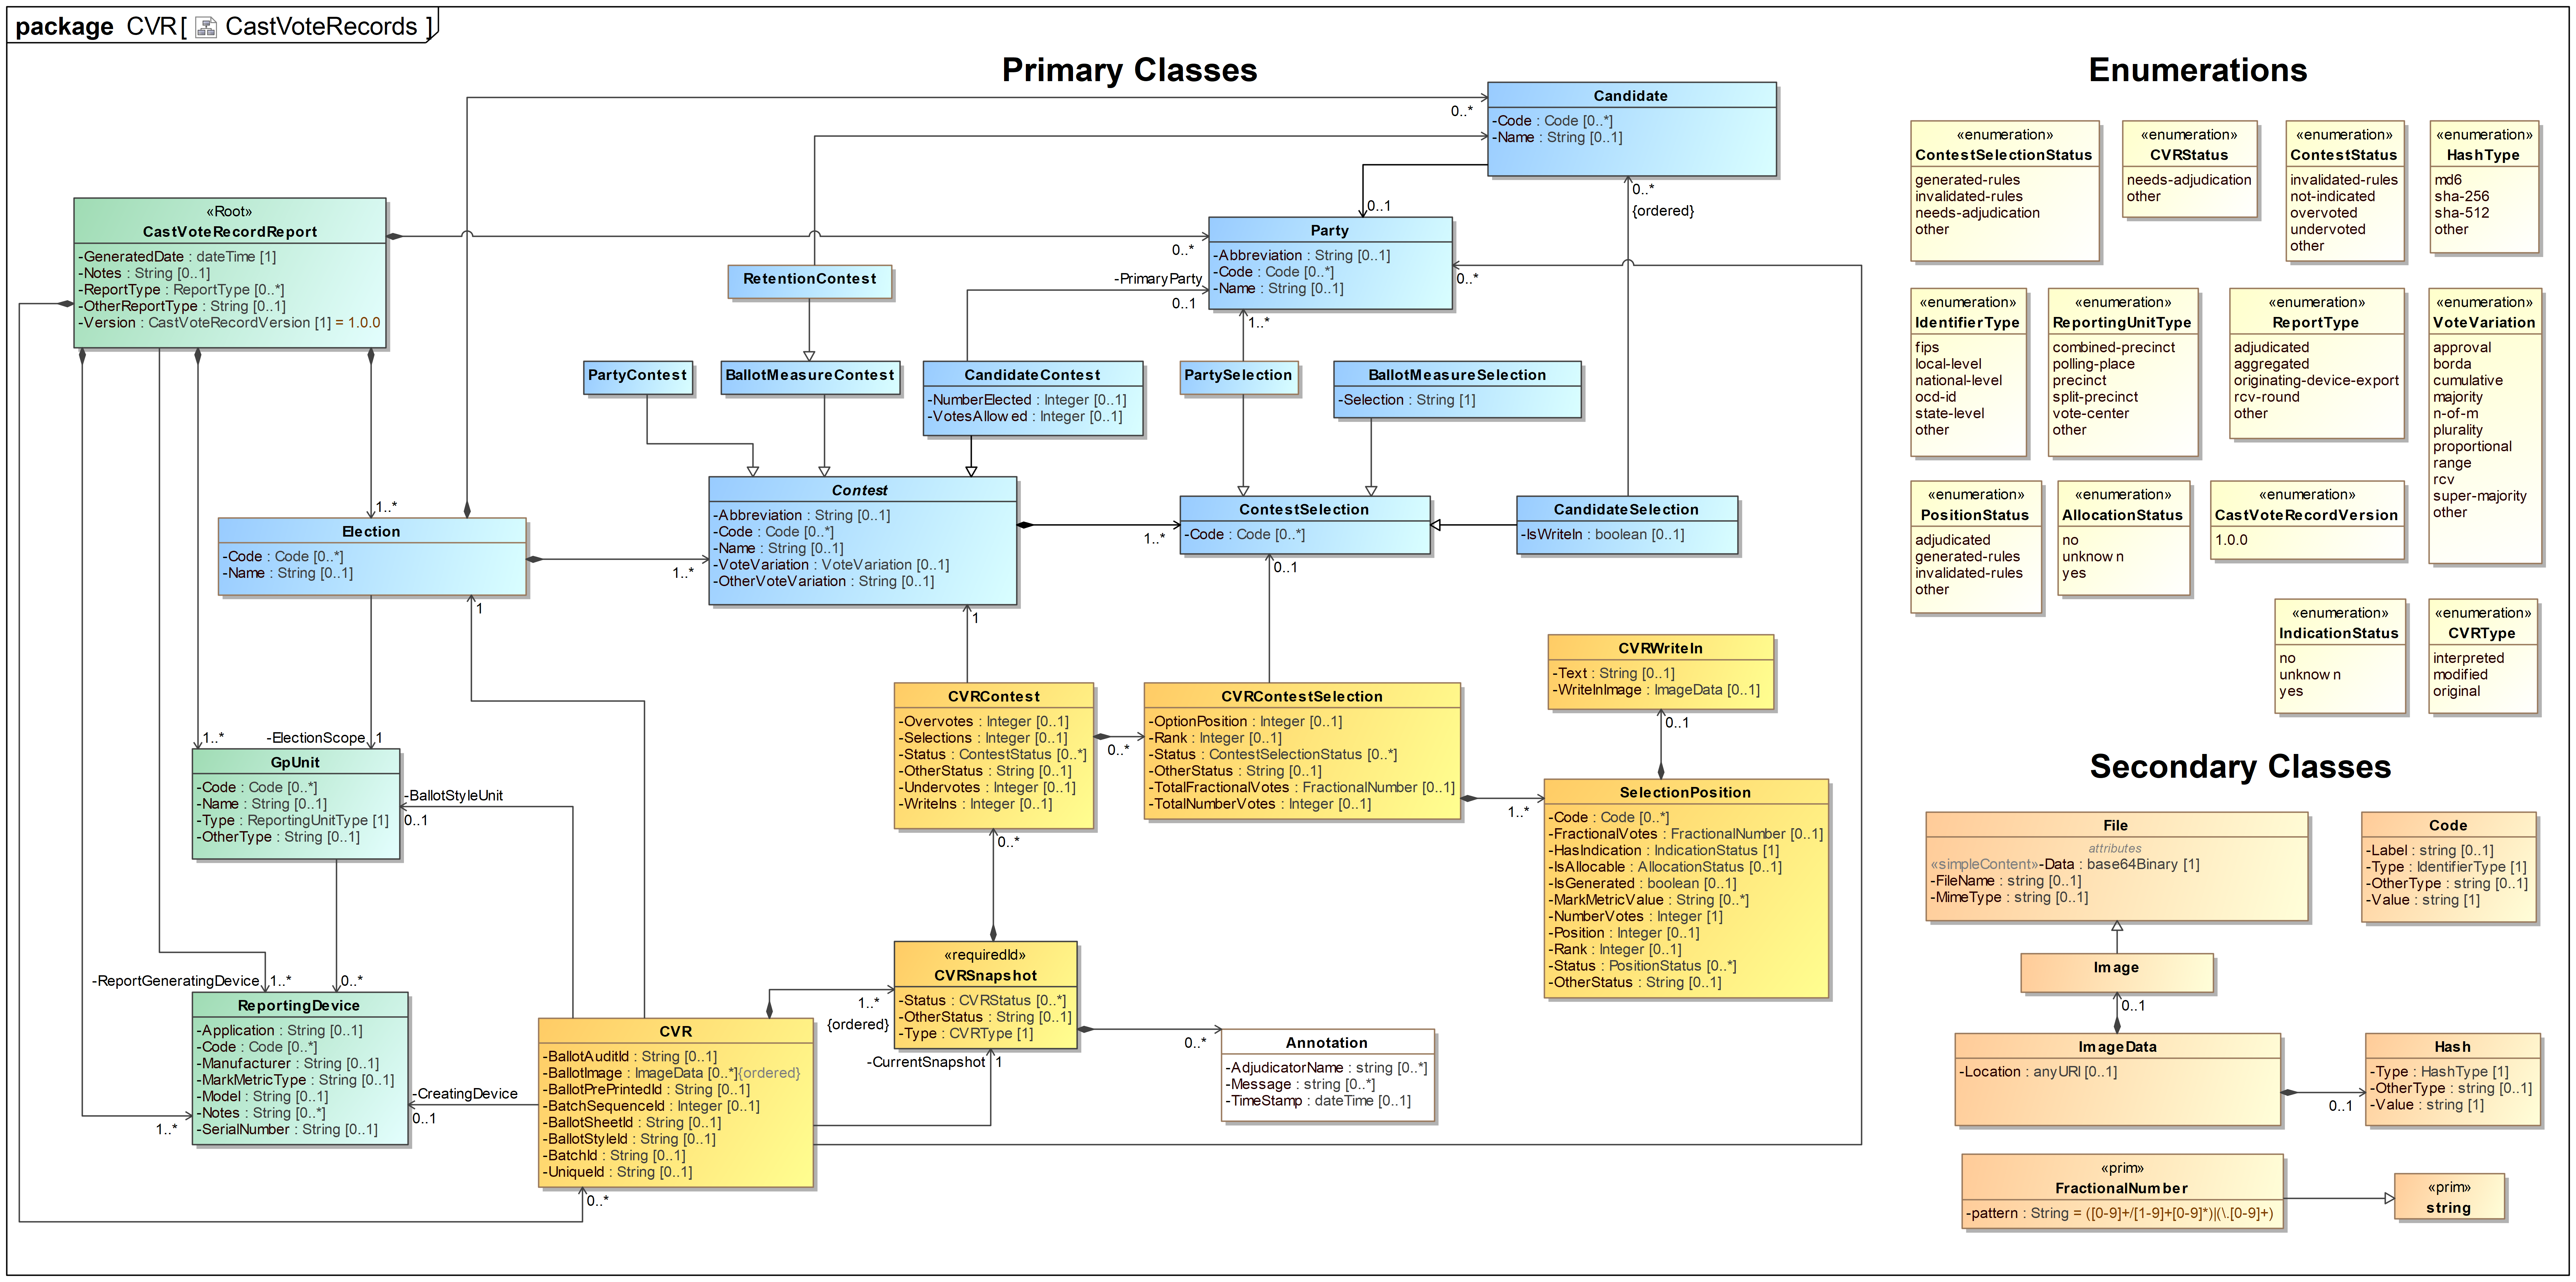 package CVR[ CastVoteRecords ]
Primary Classes
Candidate
-Code : Code [0..*]
-Name : String [0..1]
0..*
0..*
{ordered}
0..1
«Root»
CastVoteRecordReport
-GeneratedDate : dateTime [1]
-Notes : String [0..1]
-ReportType : ReportType [0..*]
-OtherReportType : String [0..1]
-Version : CastVoteRecordVersion [1] = 1.0.0
0..*
Party
-Abbreviation : String [0..1]
-Code : Code [0..*]
-Name : String [0..1]
0..*
-PrimaryParty
0..1
1..*
RetentionContest
PartyContest
BallotMeasureContest
CandidateContest
-NumberElected : Integer [0..1]
-VotesAllowed : Integer [0..1]
PartySelection
BallotMeasureSelection
-Selection : String [1]
1..*
Election
-Code : Code [0..*]
-Name : String [0..1]
1..*
1
Contest
-Abbreviation : String [0..1]
-Code : Code [0..*]
-Name : String [0..1]
-VoteVariation : VoteVariation [0..1]
-OtherVoteVariation : String [0..1]
1..*
1
ContestSelection
-Code : Code [0..*]
0..1
CandidateSelection
-IsWriteIn : boolean [0..1]
CVRWriteIn
-Text : String [0..1]
-WriteInImage : ImageData [0..1]
0..1
CVRContest
-Overvotes : Integer [0..1]
-Selections : Integer [0..1]
-Status : ContestStatus [0..*]
-OtherStatus : String [0..1]
-Undervotes : Integer [0..1]
-WriteIns : Integer [0..1]
0..*
0..*
CVRContestSelection
-OptionPosition : Integer [0..1]
-Rank : Integer [0..1]
-Status : ContestSelectionStatus [0..*]
-OtherStatus : String [0..1]
-TotalFractionalVotes : FractionalNumber [0..1]
-TotalNumberVotes : Integer [0..1]
1..*
SelectionPosition
-Code : Code [0..*]
-FractionalVotes : FractionalNumber [0..1]
-HasIndication : IndicationStatus [1]
-IsAllocable : AllocationStatus [0..1]
-IsGenerated : boolean [0..1]
-MarkMetricValue : String [0..*]
-NumberVotes : Integer [1]
-Position : Integer [0..1]
-Rank : Integer [0..1]
-Status : PositionStatus [0..*]
-OtherStatus : String [0..1]
1..*
-ElectionScope
1
GpUnit
-Code : Code [0..*]
-Name : String [0..1]
-Type : ReportingUnitType [1]
-OtherType : String [0..1]
-BallotStyleUnit
0..1
-ReportGeneratingDevice
1..*
0..*
ReportingDevice
-Application : String [0..1]
-Code : Code [0..*]
-Manufacturer : String [0..1]
-MarkMetricType : String [0..1]
-Model : String [0..1]
-Notes : String [0..*]
-SerialNumber : String [0..1]
1..*
-CreatingDevice
0..1
CVR
-BallotAuditId : String [0..1]
-BallotImage : ImageData [0..*]{ordered}
-BallotPrePrintedId : String [0..1]
-BatchSequenceId : Integer [0..1]
-BallotSheetId : String [0..1]
-BallotStyleId : String [0..1]
-BatchId : String [0..1]
-UniqueId : String [0..1]
0..*
«requiredId»
CVRSnapshot
-Status : CVRStatus [0..*]
-OtherStatus : String [0..1]
-Type : CVRType [1]
1..*
{ordered}
-CurrentSnapshot
1
0..*
Annotation
-AdjudicatorName : string [0..*]
-Message : string [0..*]
-TimeStamp : dateTime [0..1]
Enumerations
«enumeration»
ContestSelectionStatus
generated-rules
invalidated-rules
needs-adjudication
other
«enumeration»
CVRStatus
needs-adjudication
other
«enumeration»
ContestStatus
invalidated-rules
not-indicated
overvoted
undervoted
other
«enumeration»
HashType
md6
sha-256
sha-512
other
«enumeration»
IdentifierType
fips
local-level
national-level
ocd-id
state-level
other
«enumeration»
ReportingUnitType
combined-precinct
polling-place
precinct
split-precinct
vote-center
other
«enumeration»
ReportType
adjudicated
aggregated
originating-device-export
rcv-round
other
«enumeration»
VoteVariation
approval
borda
cumulative
majority
n-of-m
plurality
proportional
range
rcv
super-majority
other
«enumeration»
PositionStatus
adjudicated
generated-rules
invalidated-rules
other
«enumeration»
AllocationStatus
no
unknown
yes
«enumeration»
CastVoteRecordVersion
1.0.0
«enumeration»
IndicationStatus
no
unknown
yes
«enumeration»
CVRType
interpreted
modified
original
Secondary Classes
File
attributes
«simpleContent»-Data : base64Binary [1]
-FileName : string [0..1]
-MimeType : string [0..1]
Code
-Label : string [0..1]
-Type : IdentifierType [1]
-OtherType : string [0..1]
-Value : string [1]
Image
0..1
ImageData
-Location : anyURI [0..1]
0..1
Hash
-Type : HashType [1]
-OtherType : string [0..1]
-Value : string [1]
«prim»
FractionalNumber
-pattern : String = ([0-9]+/[1-9]+[0-9]*)|(\.[0-9]+)
«prim»
string